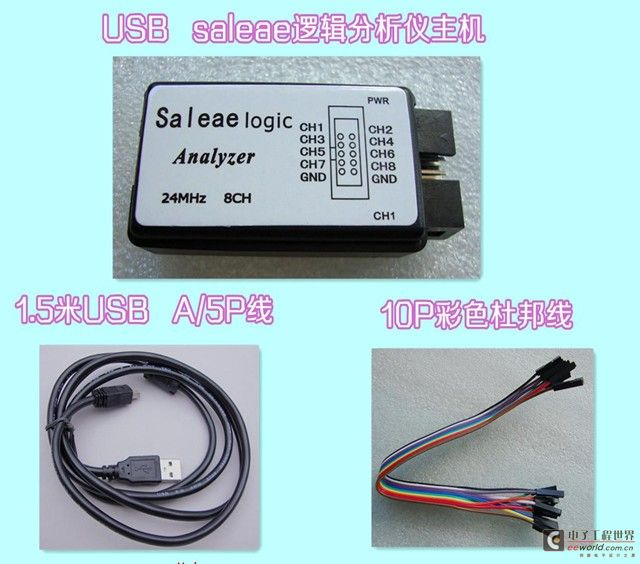 USB saleae逻辑分析仪主机
PWR
Saleae logic
Analyzer
24MHz 8CH
CH1 CH2
CH3 CH4
CH5 CH6
CH7 CH8
GND GND
CH1
1.5米USB A/5P线
10P彩色杜邦线
电子工程世界
eeworld.com.cn